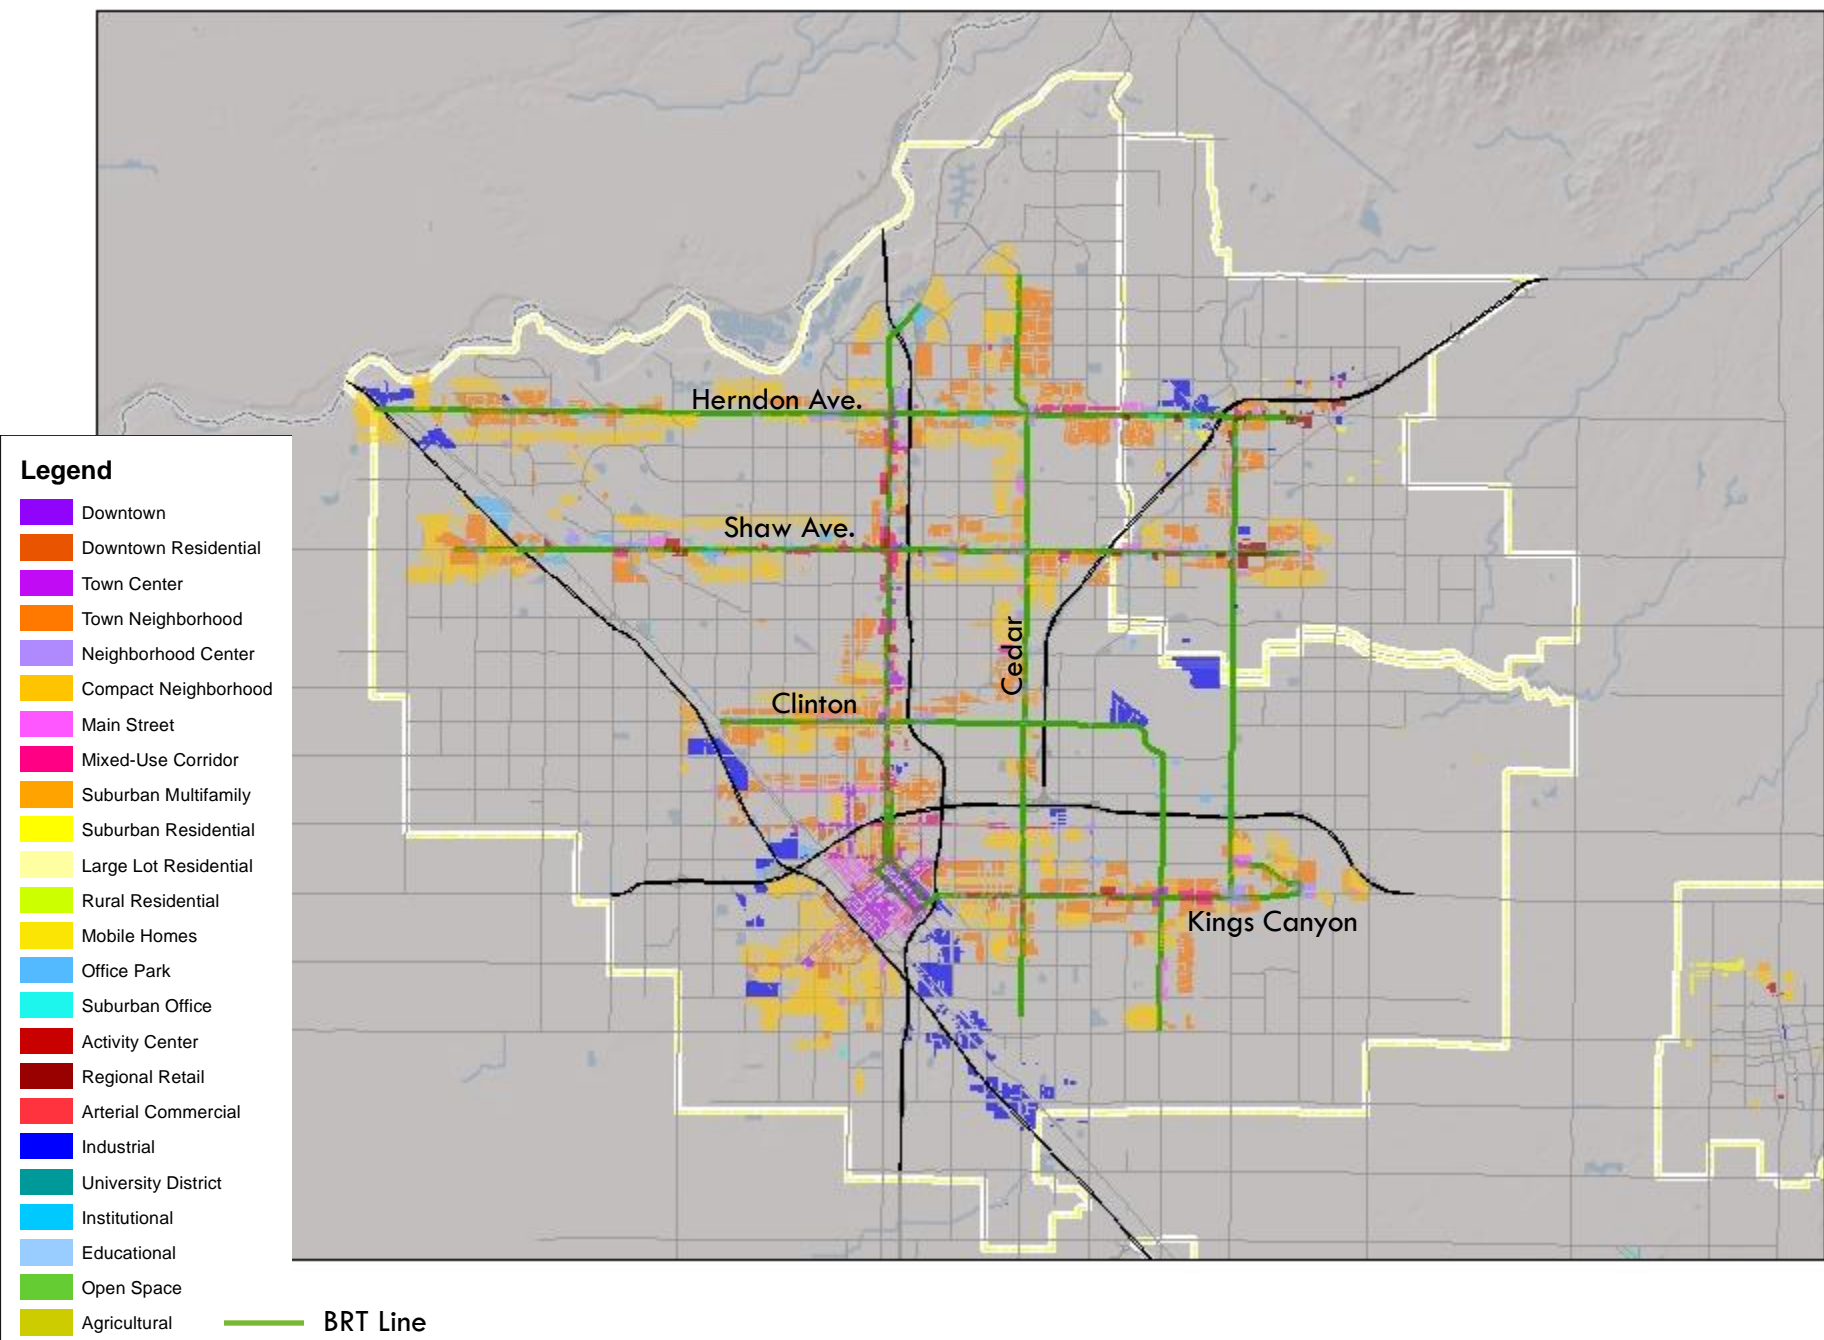 Herndon Ave.
Shaw Ave.
Cedar
Clinton
Kings Canyon
Legend
Downtown
Downtown Residential
Town Center
Town Neighborhood
Neighborhood Center
Compact Neighborhood
Main Street
Mixed-Use Corridor
Suburban Multifamily
Suburban Residential
Large Lot Residential
Rural Residential
Mobile Homes
Office Park
Suburban Office
Activity Center
Regional Retail
Arterial Commercial
Industrial
University District
Institutional
Educational
Open Space
Agricultural
BRT Line